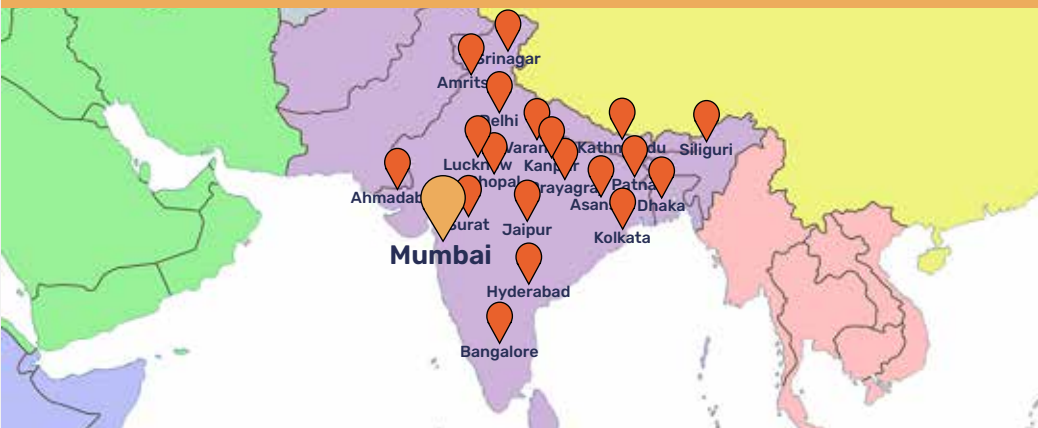 Srinagar
Amrits
Delhi
Varan
Kathm du
Siliguri
Lucknow
Kanpur
hopal
rayagra
Patna
Ahmadab
Asan
Dhaka
Surat
Jaipur
Kolkata
Mumbai
Hyderabad
Bangalore